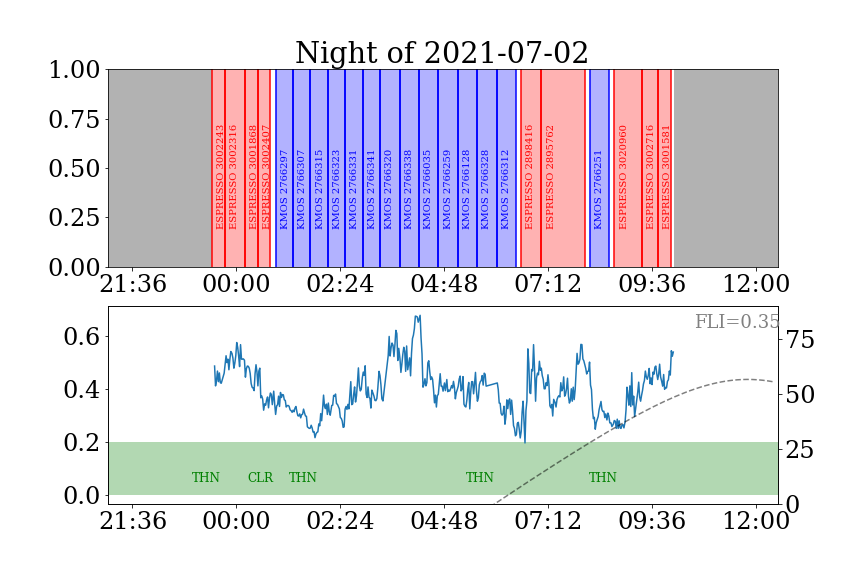 Night of 2021-07-02
1.00
0.75
0.50
0.25
0.00
ESPRESSO 3002243
ESPRESSO 3002316
ESPRESSO 3001868
ESPRESSO 3002407
KMOS 2766297
KMOS 2766307
KMOS 2766315
KMOS 2766323
KMOS 2766331
KMOS 2766341
KMOS 2766320
KMOS 2766338
KMOS 2766035
KMOS 2766259
KMOS 2766128
KMOS 2766328
KMOS 2766312
ESPRESSO 2898416
ESPRESSO 2895762
KMOS 2766251
ESPRESSO 3020960
ESPRESSO 3002716
ESPRESSO 3001581
21:36 00:00 02:24 04:48 07:12 09:36 12:00
FLI=0.35
0.6
0.4
0.2
0.0
75
50
25
0
THN CLR THN THN THN
21:36 00:00 02:24 04:48 07:12 09:36 12:00